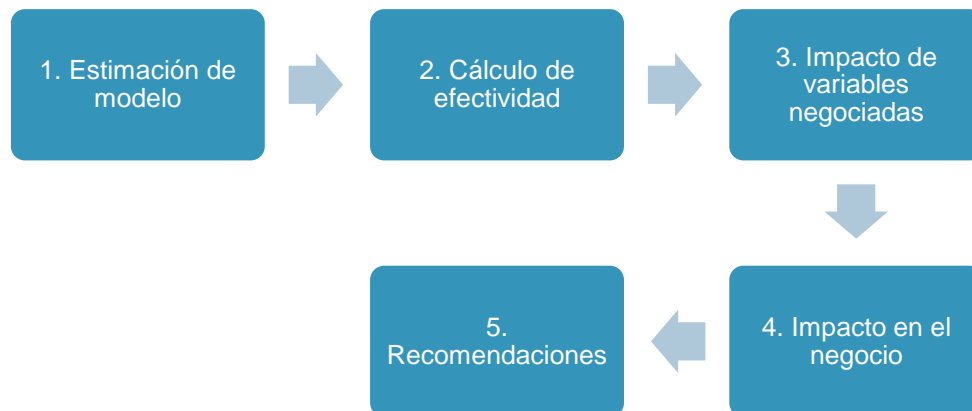 1. Estimación de
modelo
2. Cálculo de
efectividad
3. Impacto de
variables
negociadas
4. Impacto en el
negocio
5.
Recomendaciones